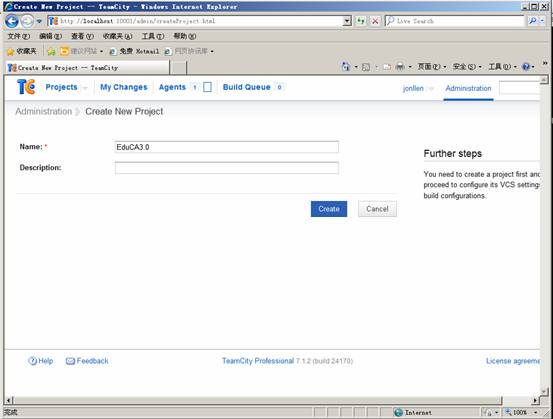 Create New Project -- TeamCity - Windows Internet Explorer
http://localhost:10001/admin/createProject.html
Live Search
文件(F) 编辑(E) 查看(V) 收藏夹(A) 工具(T) 帮助(H)
收藏夹 建议网站 免费 Hotmail 网页快讯库
Create New Project -- TeamCity
页面(P) 安全(S) 工具(O)
TC Projects My Changes Agents 1 Build Queue 0 jonllen Administration
Administration Create New Project
Name: * EduCA3.0
Description:
Further steps
You need to create a project first and
proceed to configure its VCS settings
build configurations.
Create Cancel
Help Feedback TeamCity Professional 7.1.2 (build 24170) License agreeme
完成 Internet 100%